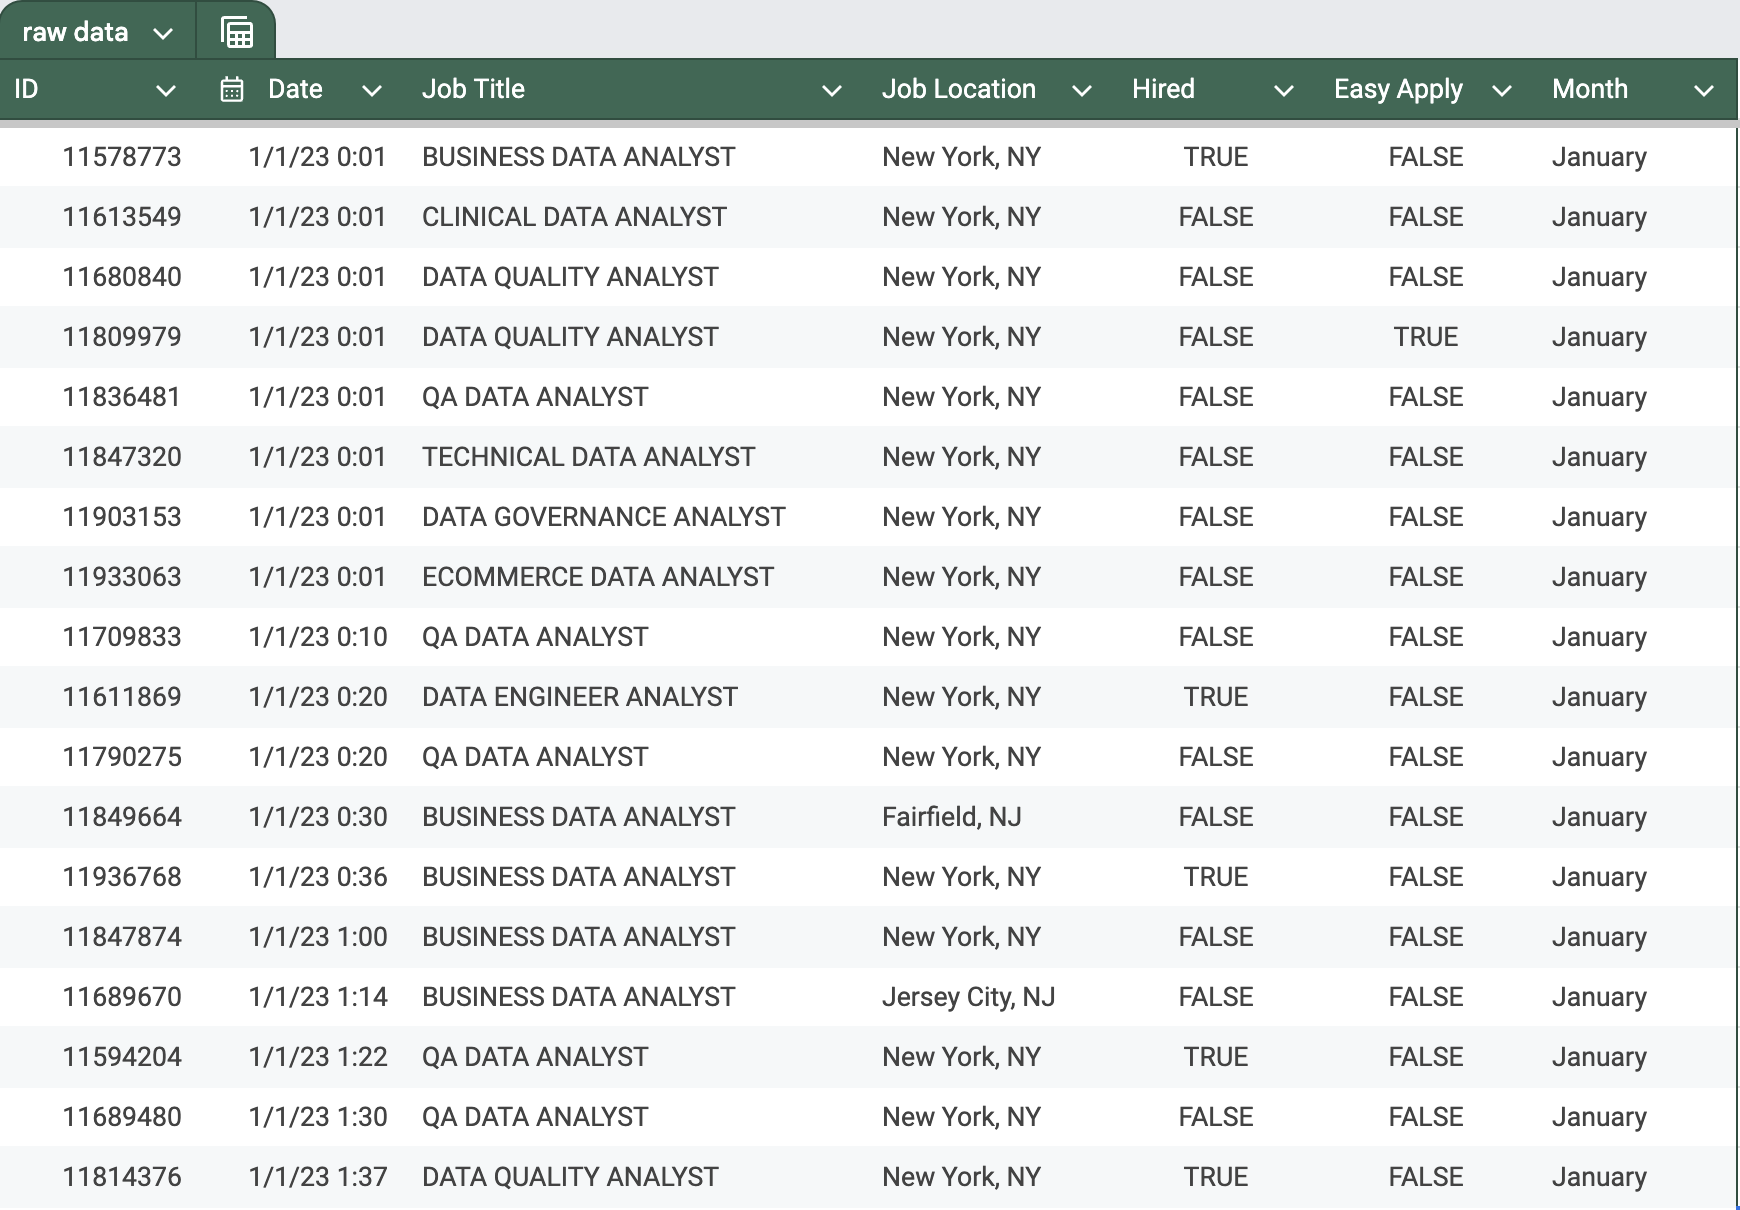 raw data
ID Date Job Title Job Location Hired Easy Apply Month
11578773 1/1/23 0:01 BUSINESS DATA ANALYST New York, NY TRUE FALSE January
11613549 1/1/23 0:01 CLINICAL DATA ANALYST New York, NY FALSE FALSE January
11680840 1/1/23 0:01 DATA QUALITY ANALYST New York, NY FALSE FALSE January
11809979 1/1/23 0:01 DATA QUALITY ANALYST New York, NY FALSE TRUE January
11836481 1/1/23 0:01 QA DATA ANALYST New York, NY FALSE FALSE January
11847320 1/1/23 0:01 TECHNICAL DATA ANALYST New York, NY FALSE FALSE January
11903153 1/1/23 0:01 DATA GOVERNANCE ANALYST New York, NY FALSE FALSE January
11933063 1/1/23 0:01 ECOMMERCE DATA ANALYST New York, NY FALSE FALSE January
11709833 1/1/23 0:10 QA DATA ANALYST New York, NY FALSE FALSE January
11611869 1/1/23 0:20 DATA ENGINEER ANALYST New York, NY TRUE FALSE January
11790275 1/1/23 0:20 QA DATA ANALYST New York, NY FALSE FALSE January
11849664 1/1/23 0:30 BUSINESS DATA ANALYST Fairfield, NJ FALSE FALSE January
11936768 1/1/23 0:36 BUSINESS DATA ANALYST New York, NY TRUE FALSE January
11847874 1/1/23 1:00 BUSINESS DATA ANALYST New York, NY FALSE FALSE January
11689670 1/1/23 1:14 BUSINESS DATA ANALYST Jersey City, NJ FALSE FALSE January
11594204 1/1/23 1:22 QA DATA ANALYST New York, NY TRUE FALSE January
11689480 1/1/23 1:30 QA DATA ANALYST New York, NY FALSE FALSE January
11814376 1/1/23 1:37 DATA QUALITY ANALYST New York, NY TRUE FALSE January